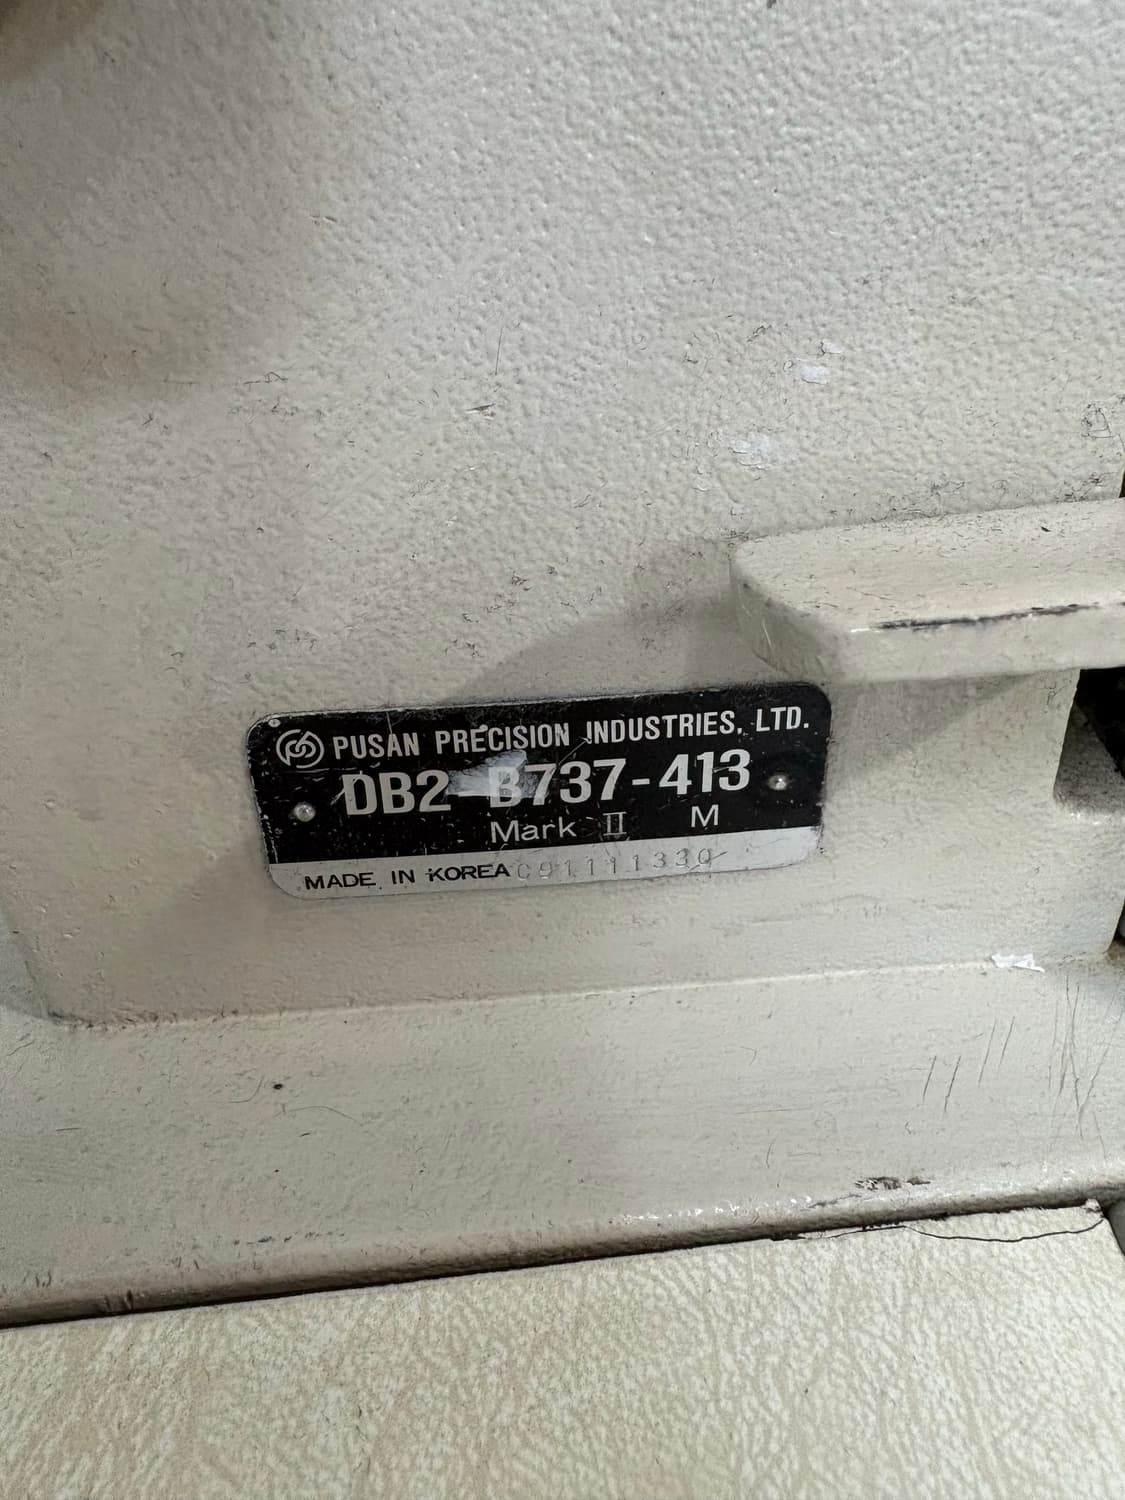 PUSAN PRECISION INDUSTRIES, LTD.
DB2-B737-413
Mark II M
MADE IN KOREA C91111330